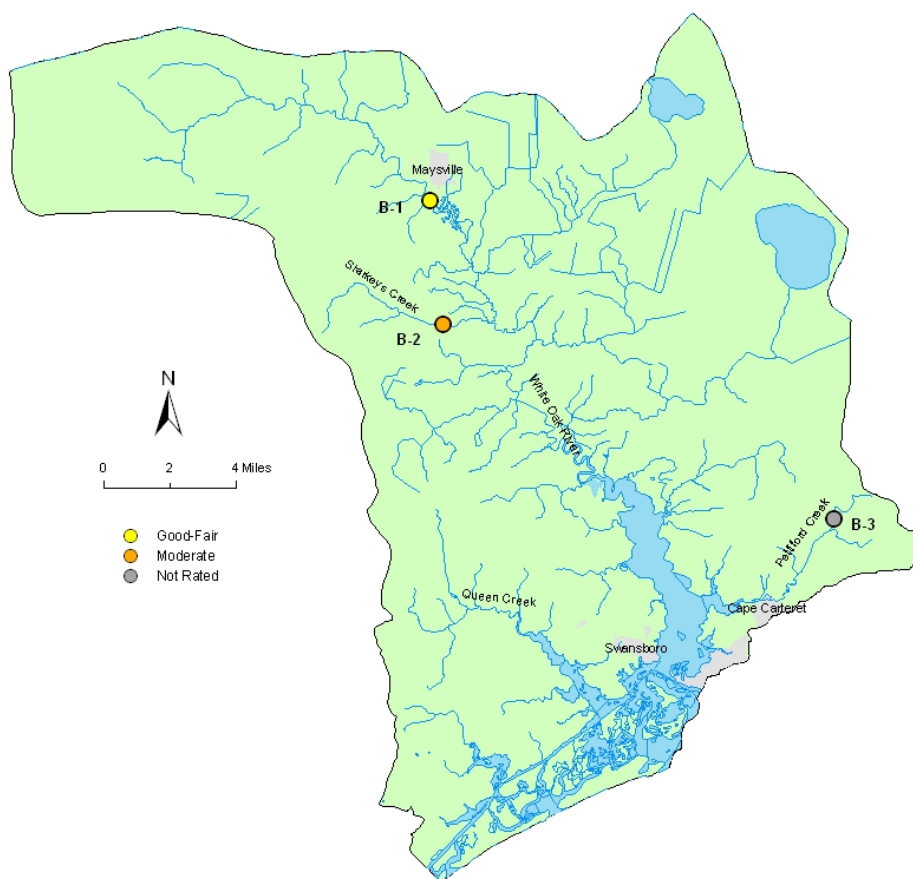 Maysville
B-1
Starkeys Creek
B-2
White Oak River
N
0 2 4 Miles
Good-Fair
Moderate
Not Rated
Pettiford Creek
B-3
Queen Creek
Cape Carteret
Swansboro